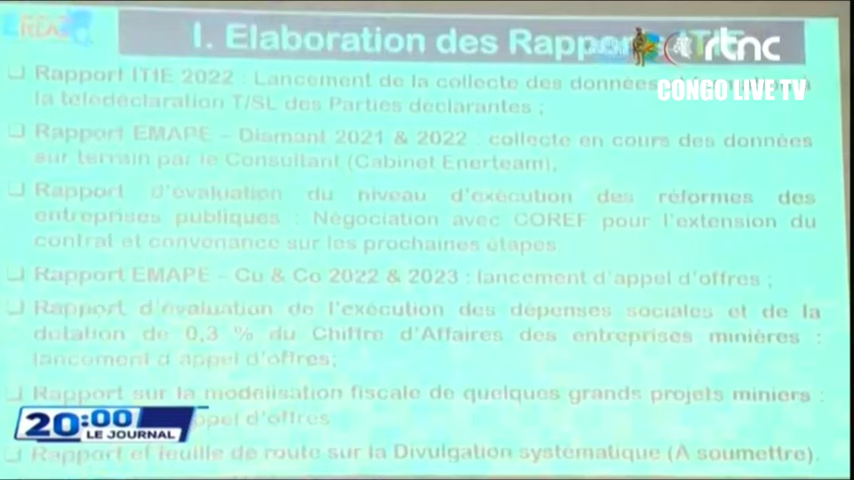 I. Elaboration des Rapports ITIE
rtnc
CONGO LIVE TV
❑ Rapport ITIE 2022 : Lancement de la collecte des données
la télédéclaration T/SL des Parties déclarantes ;
❑ Rapport EMAPE – Diamant 2021 & 2022 : collecte en cours des données
sur terrain par le Consultant (Cabinet Enerteam),
❑ Rapport d'évaluation du niveau d'exécution des réformes des
entreprises publiques : Négociation avec COREF pour l'extension du
contrat et convenance sur les prochaines étapes
❑ Rapport EMAPE – Cu & Co 2022 & 2023 : lancement d'appel d'offres ;
❑ Rapport d'évaluation de l'exécution des dépenses sociales et de la
dotation de 0,3 % du Chiffre d'Affaires des entreprises minières :
lancement d'appel d'offres;
❑ Rapport sur la modélisation fiscale de quelques grands projets miniers :
appel d'offres
❑ Rapport et feuille de route sur la Divulgation systématique (A soumettre).
20:00
LE JOURNAL